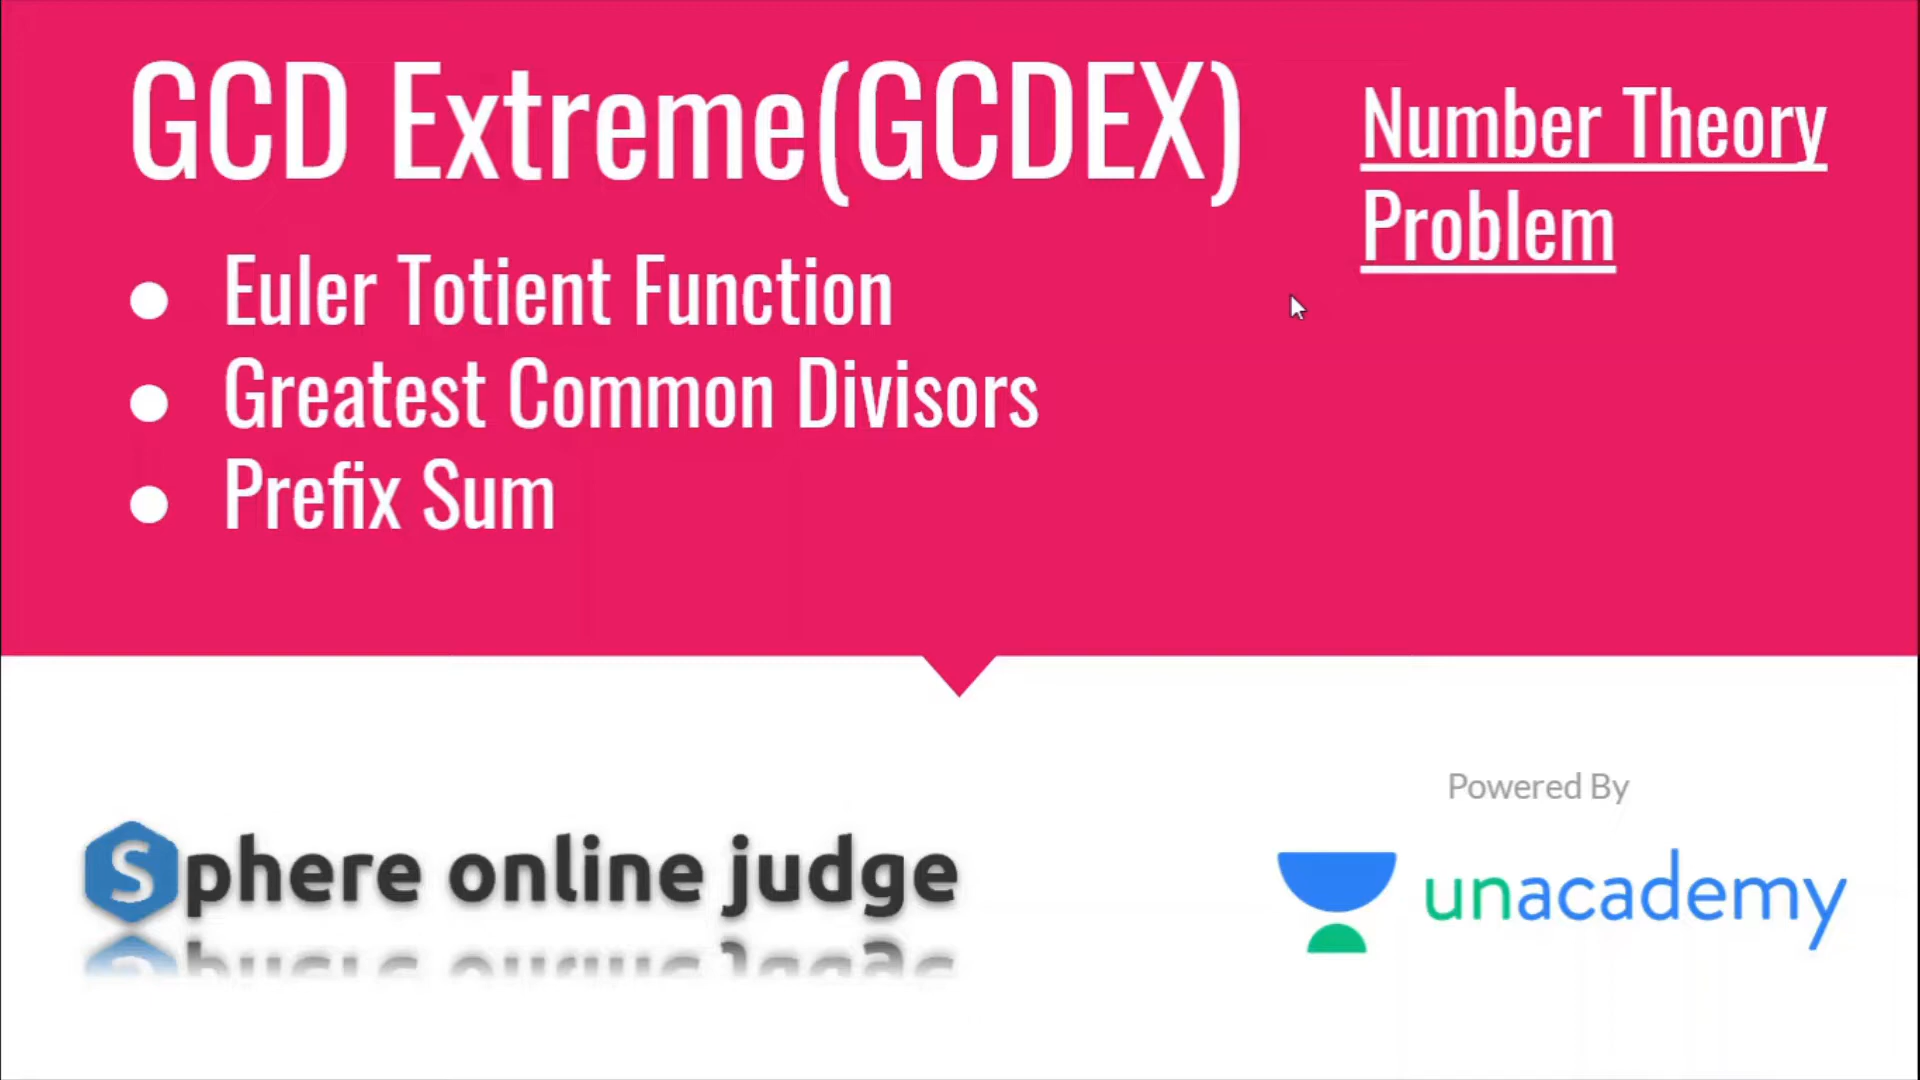 GCD Extreme(GCDEX)
Number Theory
Problem
● Euler Totient Function
● Greatest Common Divisors
● Prefix Sum
Sphere online judge
Powered By
unacademy